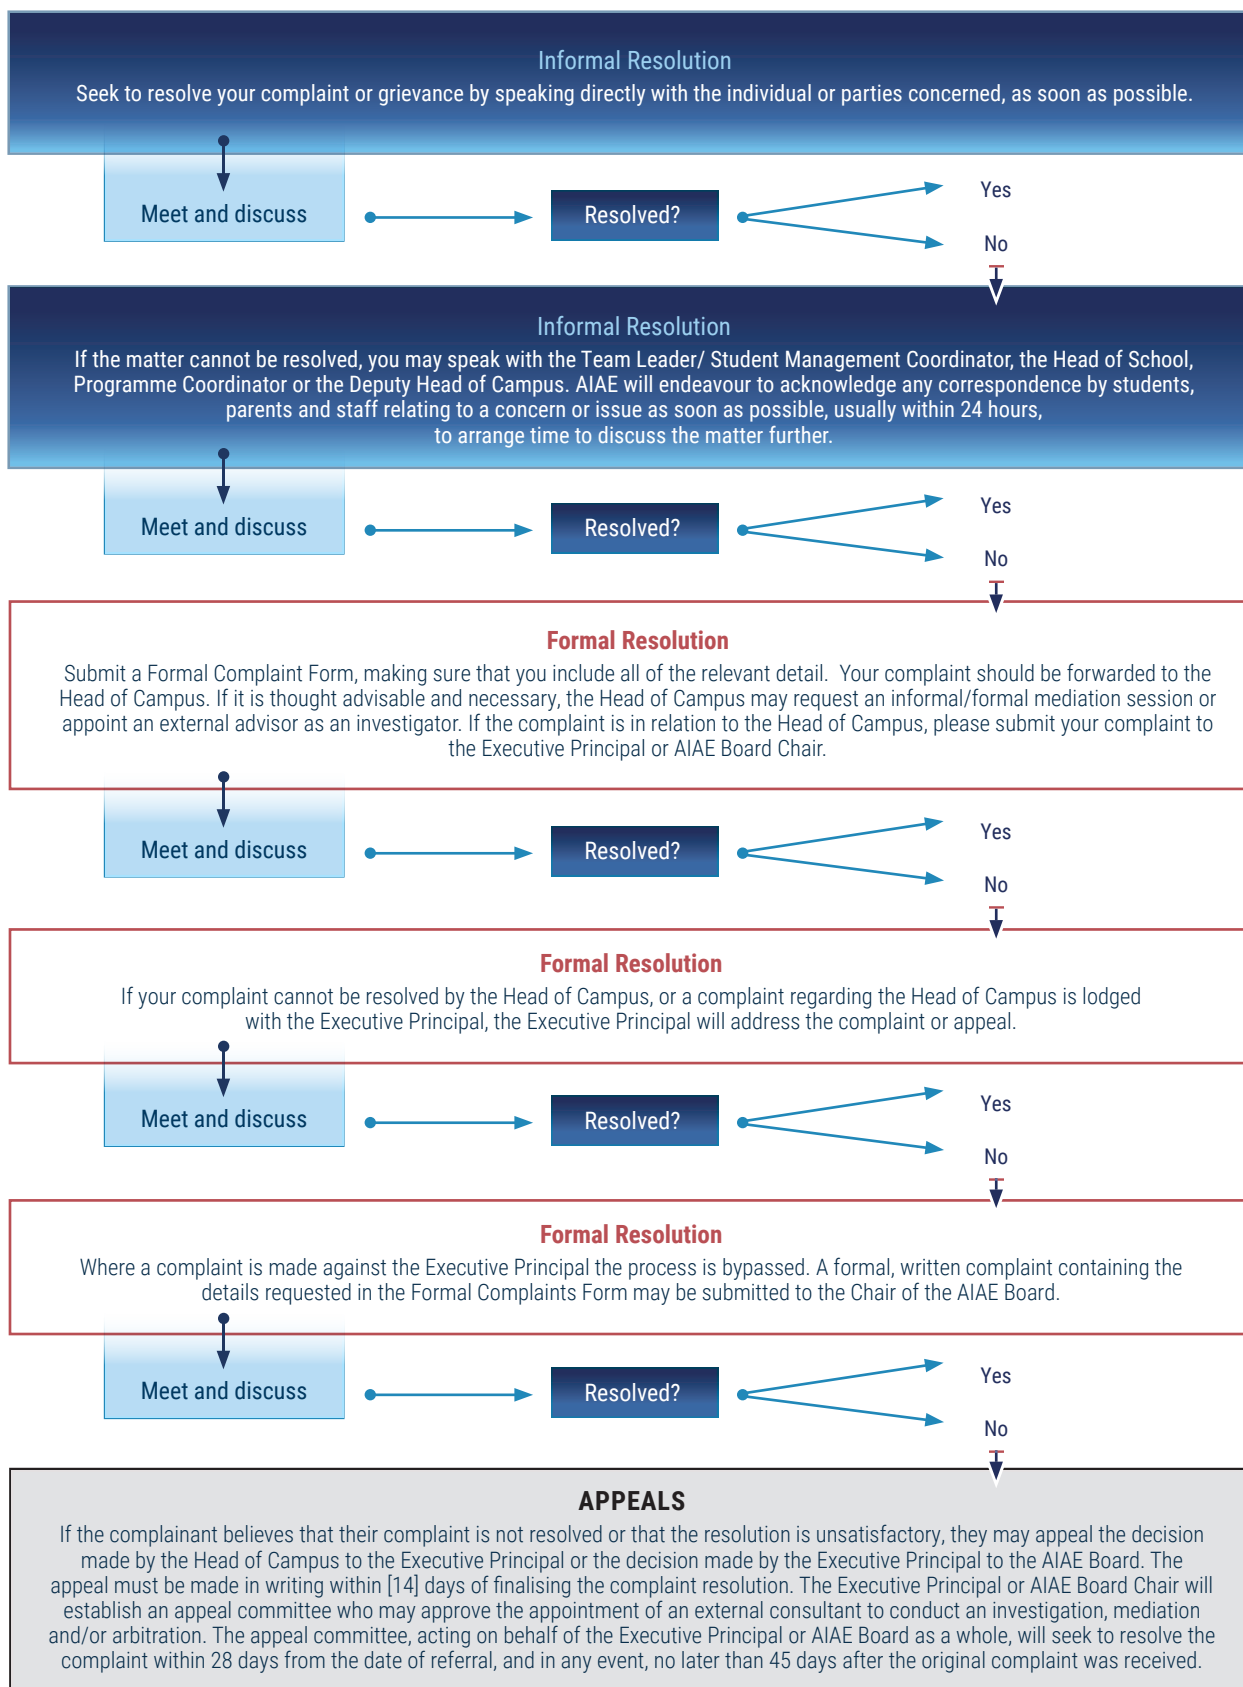 Informal Resolution
Seek to resolve your complaint or grievance by speaking directly with the individual or parties concerned, as soon as possible.
Meet and discuss
Resolved?
Yes
No
Informal Resolution
If the matter cannot be resolved, you may speak with the Team Leader/ Student Management Coordinator, the Head of School,
Programme Coordinator or the Deputy Head of Campus. AIAE will endeavour to acknowledge any correspondence by students,
parents and staff relating to a concern or issue as soon as possible, usually within 24 hours,
to arrange time to discuss the matter further.
Meet and discuss
Resolved?
Yes
No
Formal Resolution
Submit a Formal Complaint Form, making sure that you include all of the relevant detail.  Your complaint should be forwarded to the
Head of Campus. If it is thought advisable and necessary, the Head of Campus may request an informal/formal mediation session or
appoint an external advisor as an investigator. If the complaint is in relation to the Head of Campus, please submit your complaint to
the Executive Principal or AIAE Board Chair.
Meet and discuss
Resolved?
Yes
No
Formal Resolution
If your complaint cannot be resolved by the Head of Campus, or a complaint regarding the Head of Campus is lodged
with the Executive Principal, the Executive Principal will address the complaint or appeal.
Meet and discuss
Resolved?
Yes
No
Formal Resolution
Where a complaint is made against the Executive Principal the process is bypassed. A formal, written complaint containing the
details requested in the Formal Complaints Form may be submitted to the Chair of the AIAE Board.
Meet and discuss
Resolved?
Yes
No
APPEALS
If the complainant believes that their complaint is not resolved or that the resolution is unsatisfactory, they may appeal the decision
made by the Head of Campus to the Executive Principal or the decision made by the Executive Principal to the AIAE Board. The
appeal must be made in writing within [14] days of finalising the complaint resolution. The Executive Principal or AIAE Board Chair will
establish an appeal committee who may approve the appointment of an external consultant to conduct an investigation, mediation
and/or arbitration. The appeal committee, acting on behalf of the Executive Principal or AIAE Board as a whole, will seek to resolve the
complaint within 28 days from the date of referral, and in any event, no later than 45 days after the original complaint was received.